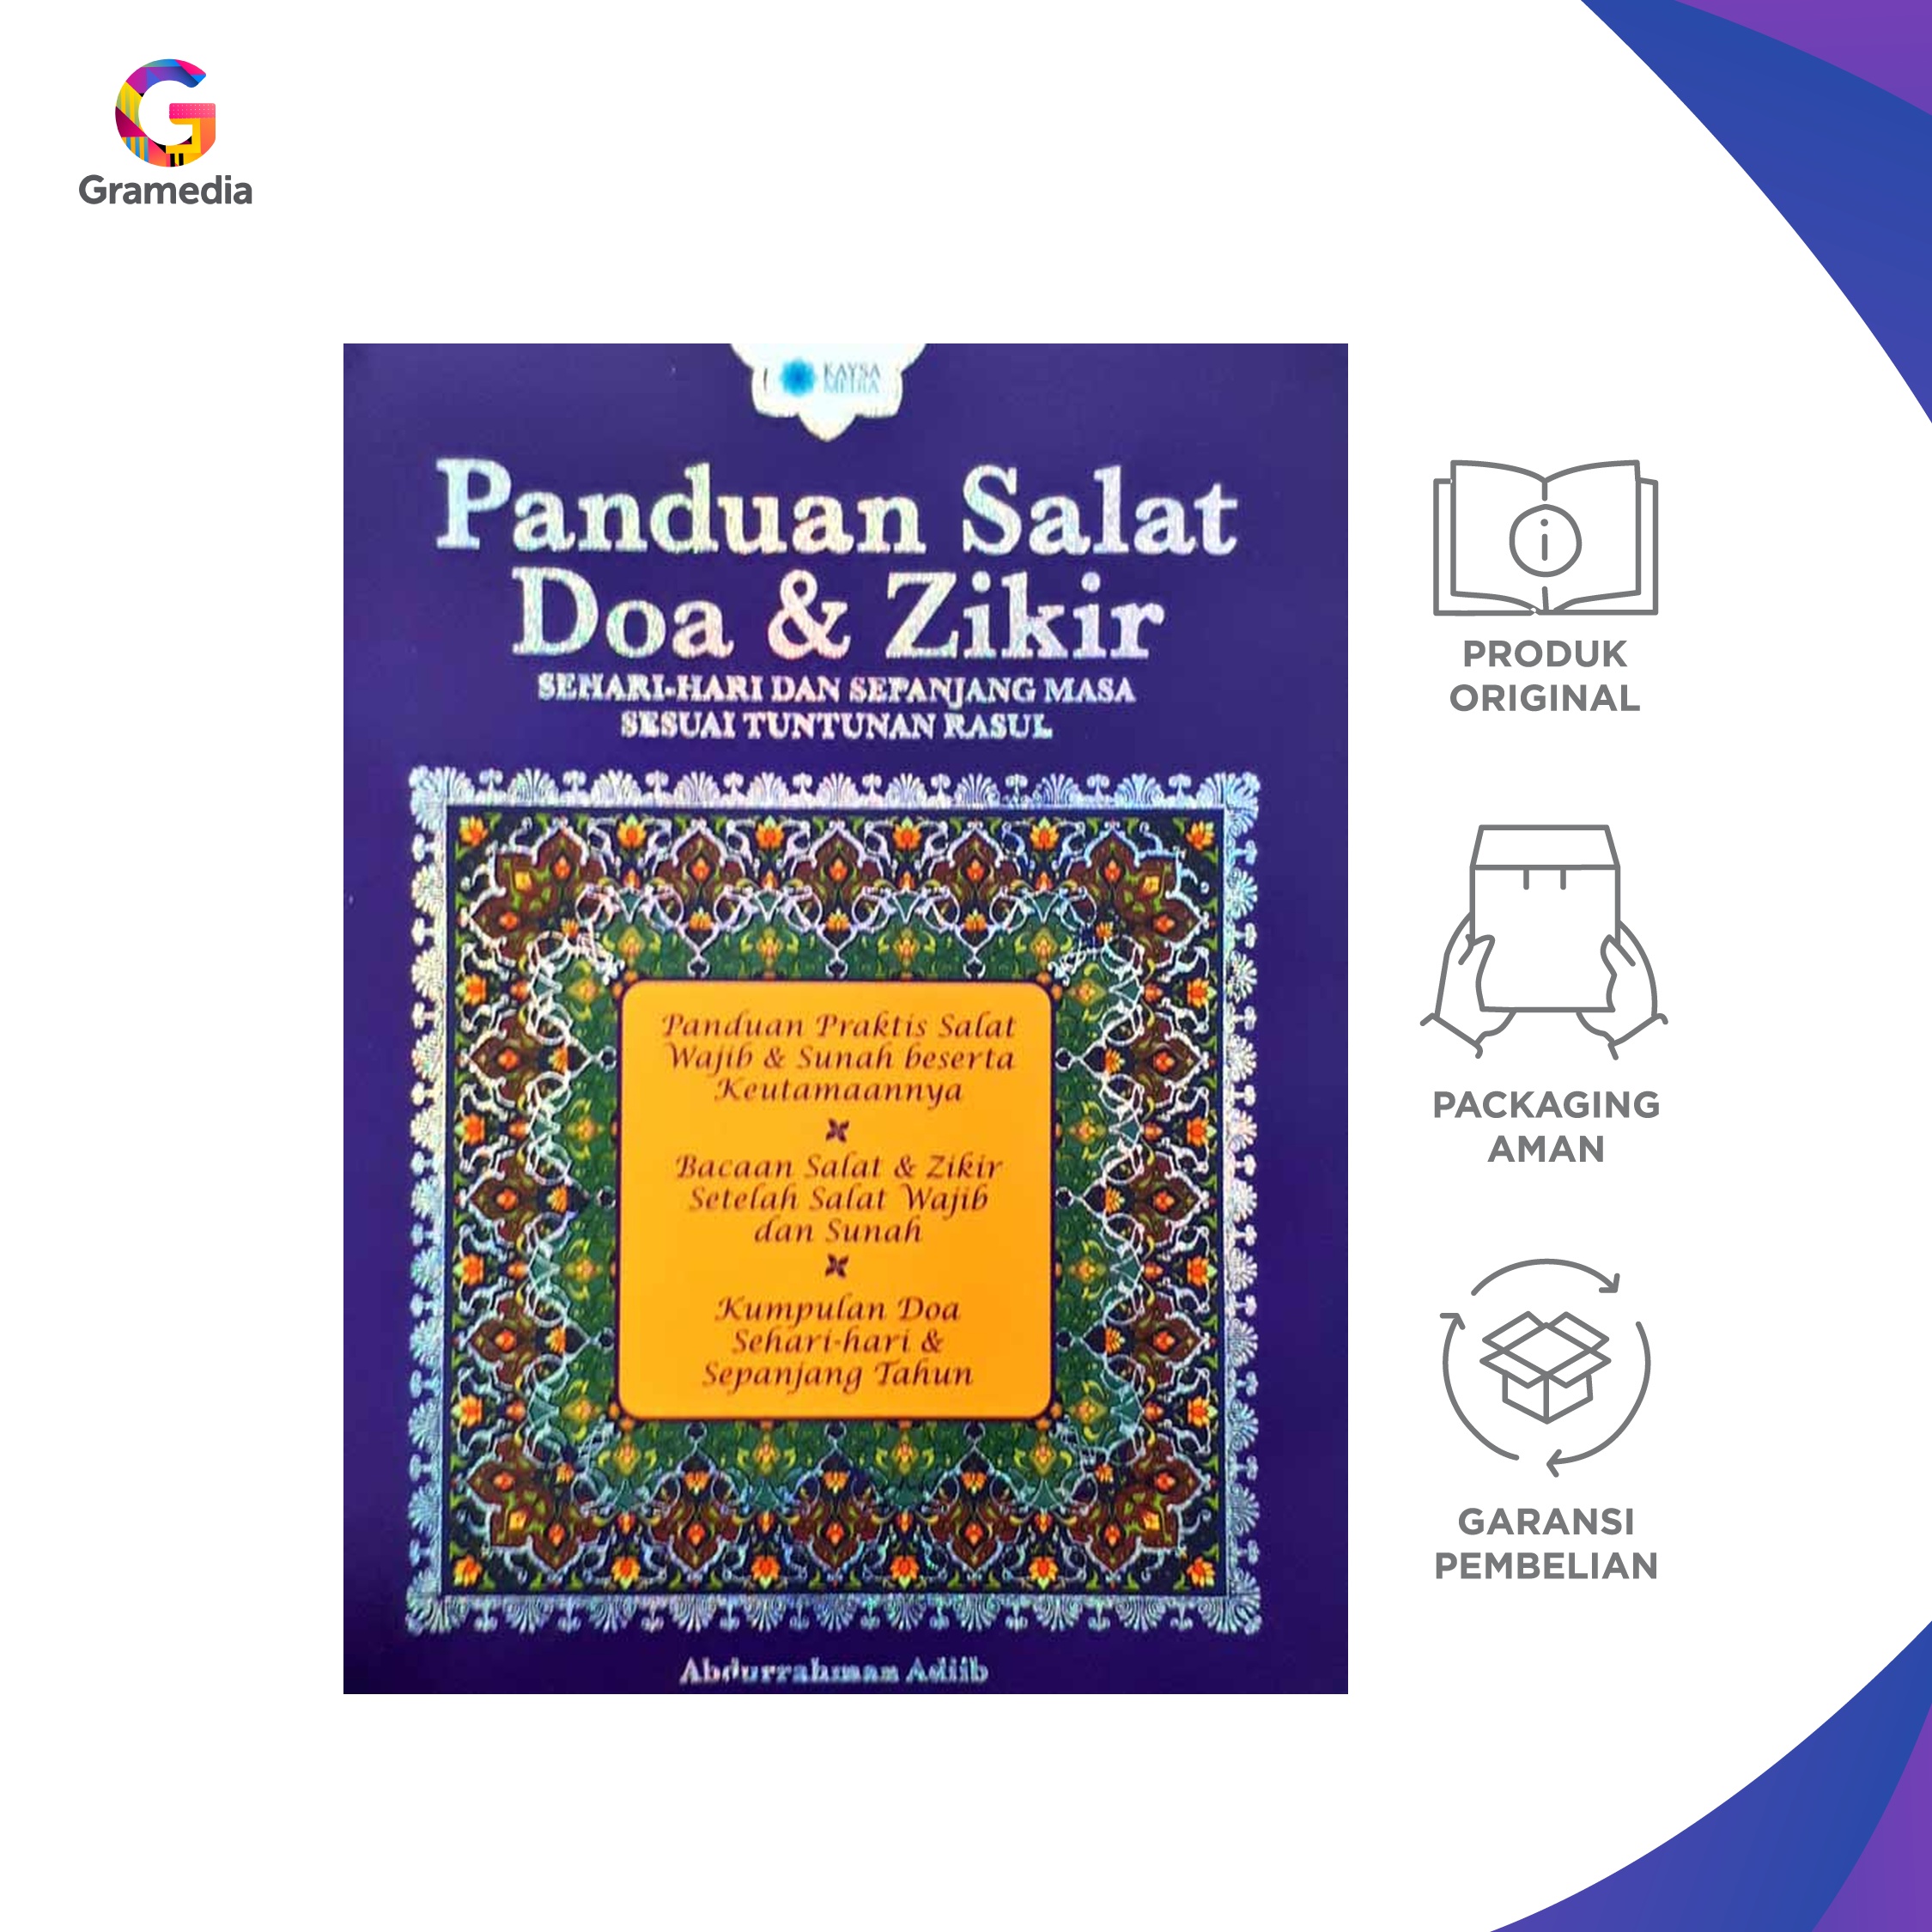 Gramedia
KAYSA
MEDIA
Panduan Salat
Doa & Zikir
SEHARI-HARI DAN SEPANJANG MASA
SESUAI TUNTUNAN RASUL
Panduan Praktis Salat
Wajib & Sunah beserta
Keutamaannya
Bacaan Salat & Zikir
Setelah Salat Wajib
dan Sunah
Kumpulan Doa
Sehari-hari &
Sepanjang Tahun
Abdurrahman Adiib
PRODUK
ORIGINAL
PACKAGING
AMAN
GARANSI
PEMBELIAN